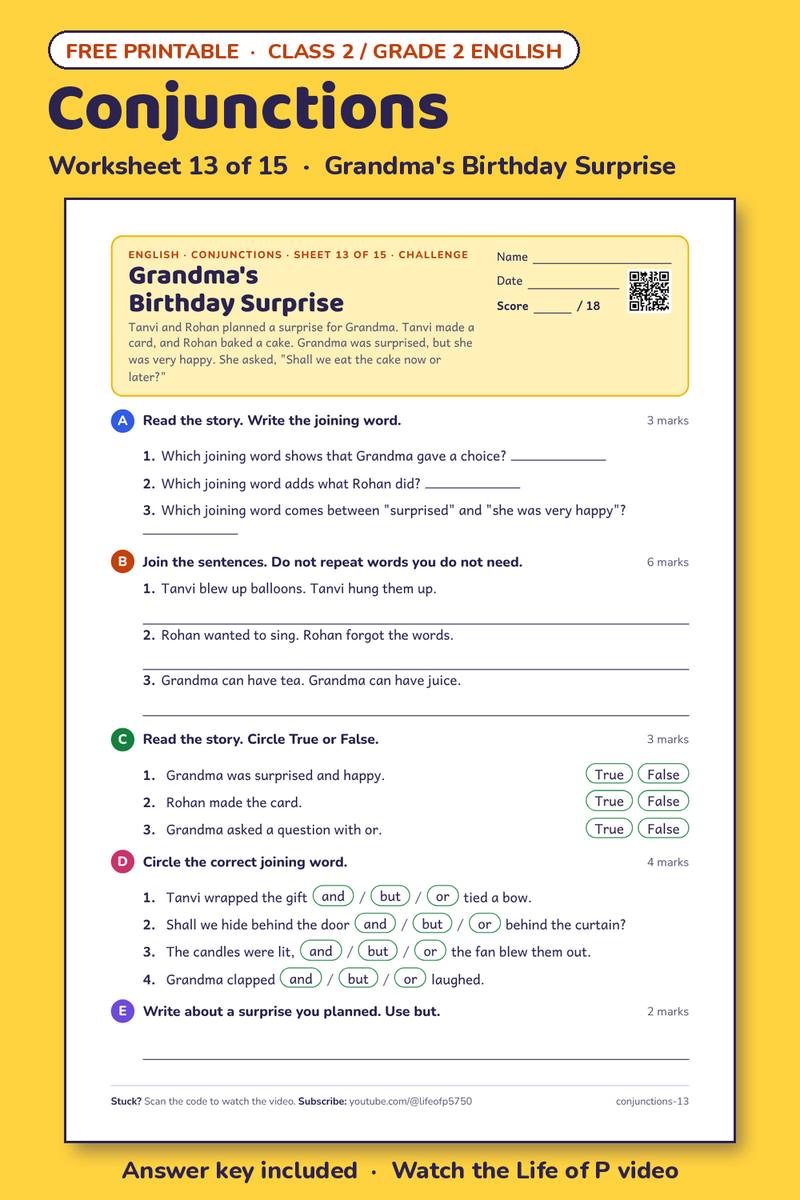 FREE PRINTABLE · CLASS 2 / GRADE 2 ENGLISH
Conjunctions
Worksheet 13 of 15 · Grandma's Birthday Surprise
ENGLISH · CONJUNCTIONS · SHEET 13 OF 15 · CHALLENGE
Grandma's
Birthday Surprise
Tanvi and Rohan planned a surprise for Grandma. Tanvi made a
card, and Rohan baked a cake. Grandma was surprised, but she
was very happy. She asked, "Shall we eat the cake now or
later?"
Name
Date
Score / 18
A Read the story. Write the joining word. 3 marks
1. Which joining word shows that Grandma gave a choice?
2. Which joining word adds what Rohan did?
3. Which joining word comes between "surprised" and "she was very happy"?
B Join the sentences. Do not repeat words you do not need. 6 marks
1. Tanvi blew up balloons. Tanvi hung them up.
2. Rohan wanted to sing. Rohan forgot the words.
3. Grandma can have tea. Grandma can have juice.
C Read the story. Circle True or False. 3 marks
1. Grandma was surprised and happy. True False
2. Rohan made the card. True False
3. Grandma asked a question with or. True False
D Circle the correct joining word. 4 marks
1. Tanvi wrapped the gift and / but / or tied a bow.
2. Shall we hide behind the door and / but / or behind the curtain?
3. The candles were lit, and / but / or the fan blew them out.
4. Grandma clapped and / but / or laughed.
E Write about a surprise you planned. Use but. 2 marks
Stuck? Scan the code to watch the video. Subscribe: youtube.com/@lifeofp5750 conjunctions-13
Answer key included · Watch the Life of P video